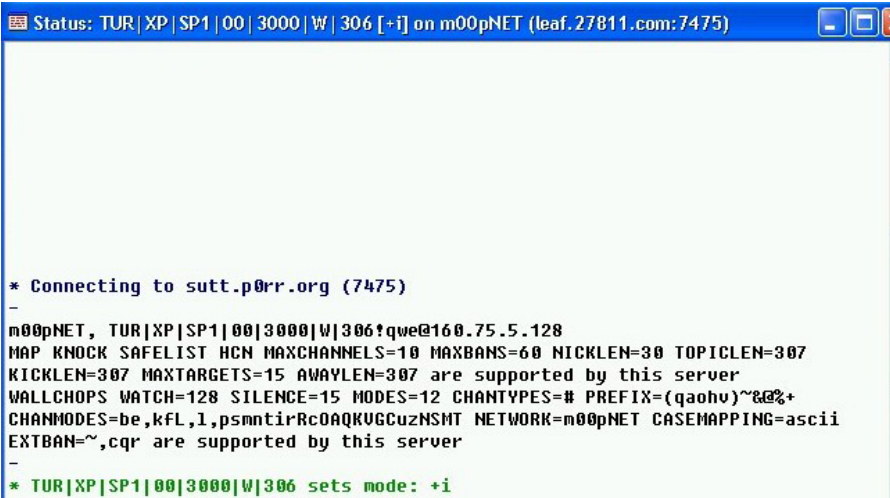 Status: TUR|XP|SP1|00|3000|W|306 [+i] on m00pNET (leaf.27811.com:7475)
* Connecting to sutt.p0rr.org (7475)
-
m00pNET, TUR|XP|SP1|00|3000|W|306!qwe@160.75.5.128
MAP KNOCK SAFELIST HCN MAXCHANNELS=10 MAXBANS=60 NICKLEN=30 TOPICLEN=307
KICKLEN=307 MAXTARGETS=15 AWAYLEN=307 are supported by this server
WALLCHOPS WATCH=128 SILENCE=15 MODES=12 CHANTYPES=# PREFIX=(qaohv)~&@%+
CHANMODES=be,kfL,l,psmntirRcOAQKVGCuzNSMT NETWORK=m00pNET CASEMAPPING=ascii
EXTBAN=~,cqr are supported by this server
-
* TUR|XP|SP1|00|3000|W|306 sets mode: +i